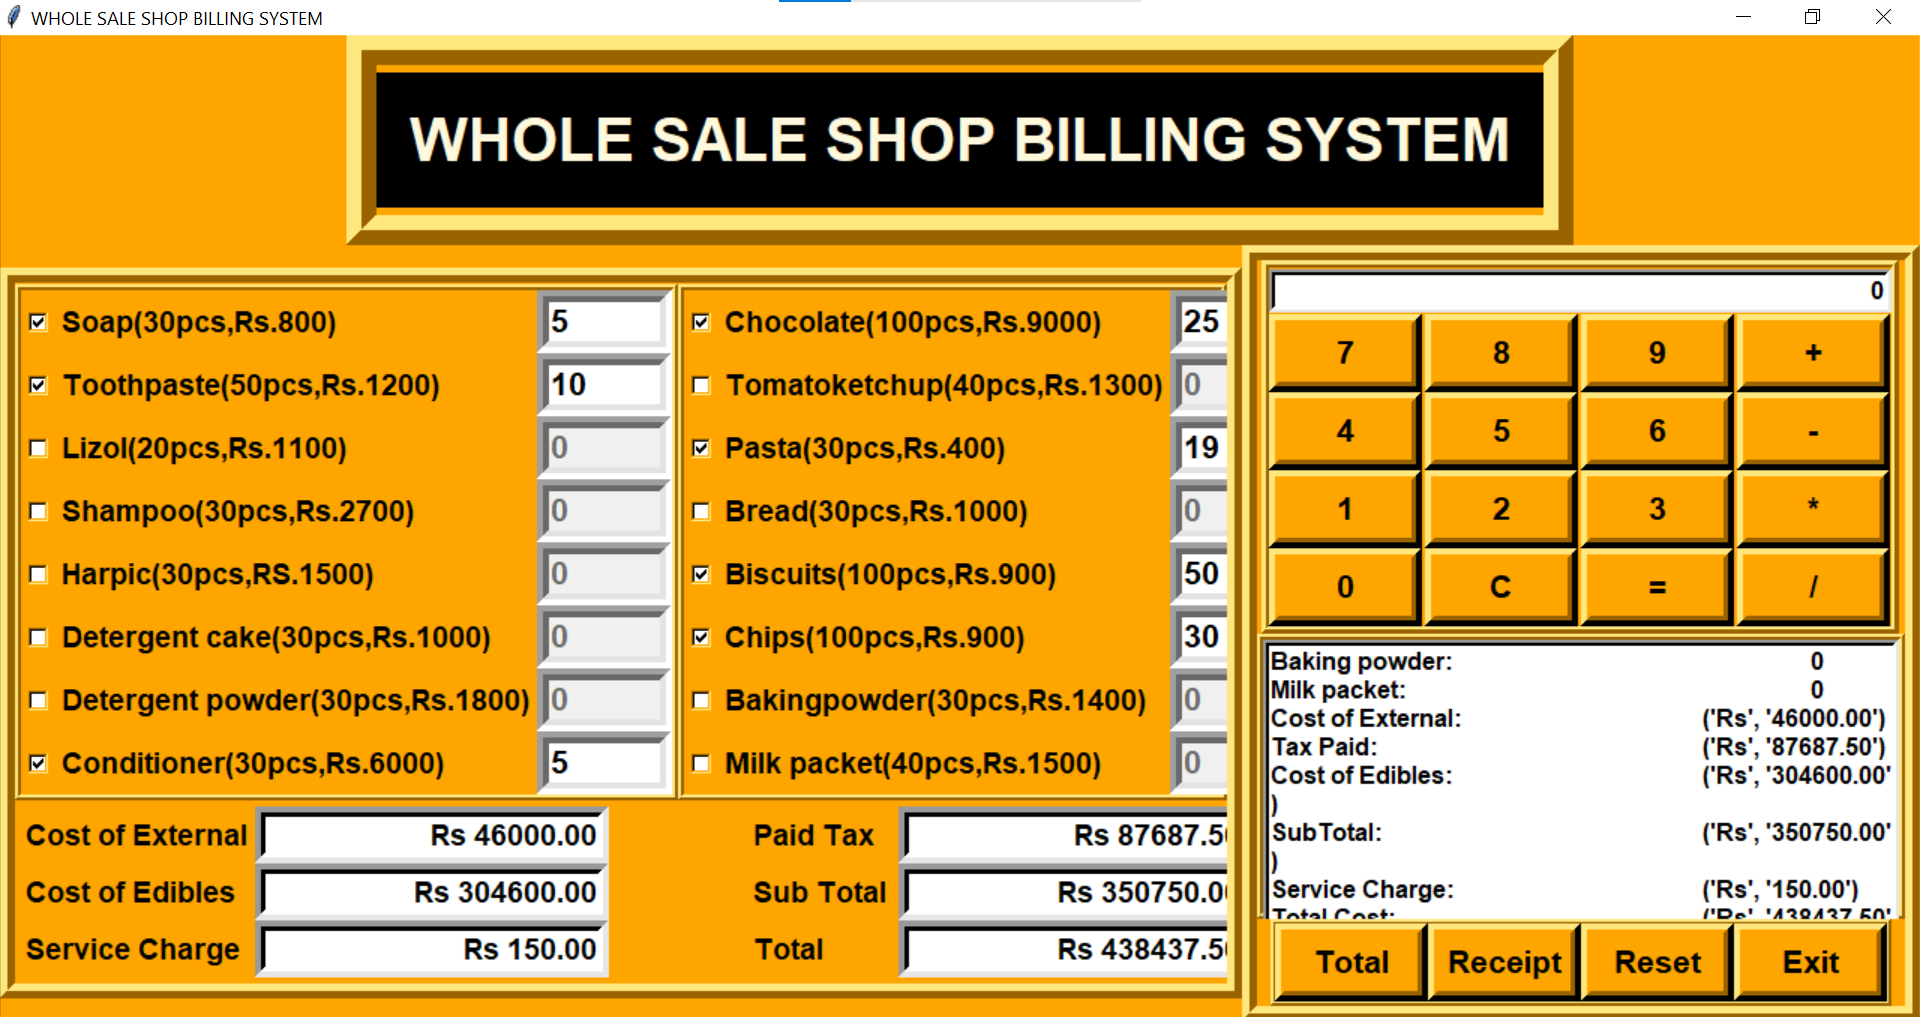 WHOLE SALE SHOP BILLING SYSTEM
WHOLE SALE SHOP BILLING SYSTEM
Soap(30pcs,Rs.800) 5
Toothpaste(50pcs,Rs.1200) 10
Lizol(20pcs,Rs.1100) 0
Shampoo(30pcs,Rs.2700) 0
Harpic(30pcs,RS.1500) 0
Detergent cake(30pcs,Rs.1000) 0
Detergent powder(30pcs,Rs.1800) 0
Conditioner(30pcs,Rs.6000) 5
Chocolate(100pcs,Rs.9000) 25
Tomatoketchup(40pcs,Rs.1300) 0
Pasta(30pcs,Rs.400) 19
Bread(30pcs,Rs.1000) 0
Biscuits(100pcs,Rs.900) 50
Chips(100pcs,Rs.900) 30
Bakingpowder(30pcs,Rs.1400) 0
Milk packet(40pcs,Rs.1500) 0
Cost of External Rs 46000.00
Cost of Edibles Rs 304600.00
Service Charge Rs 150.00
Paid Tax Rs 87687.50
Sub Total Rs 350750.00
Total Rs 438437.50
0
7 8 9 +
4 5 6 -
1 2 3 *
0 C = /
Baking powder: 0
Milk packet: 0
Cost of External: ('Rs', '46000.00')
Tax Paid: ('Rs', '87687.50')
Cost of Edibles: ('Rs', '304600.00'
)
SubTotal: ('Rs', '350750.00'
)
Service Charge: ('Rs', '150.00')
Total Cost: ('Rs', '438437.50'
Total Receipt Reset Exit